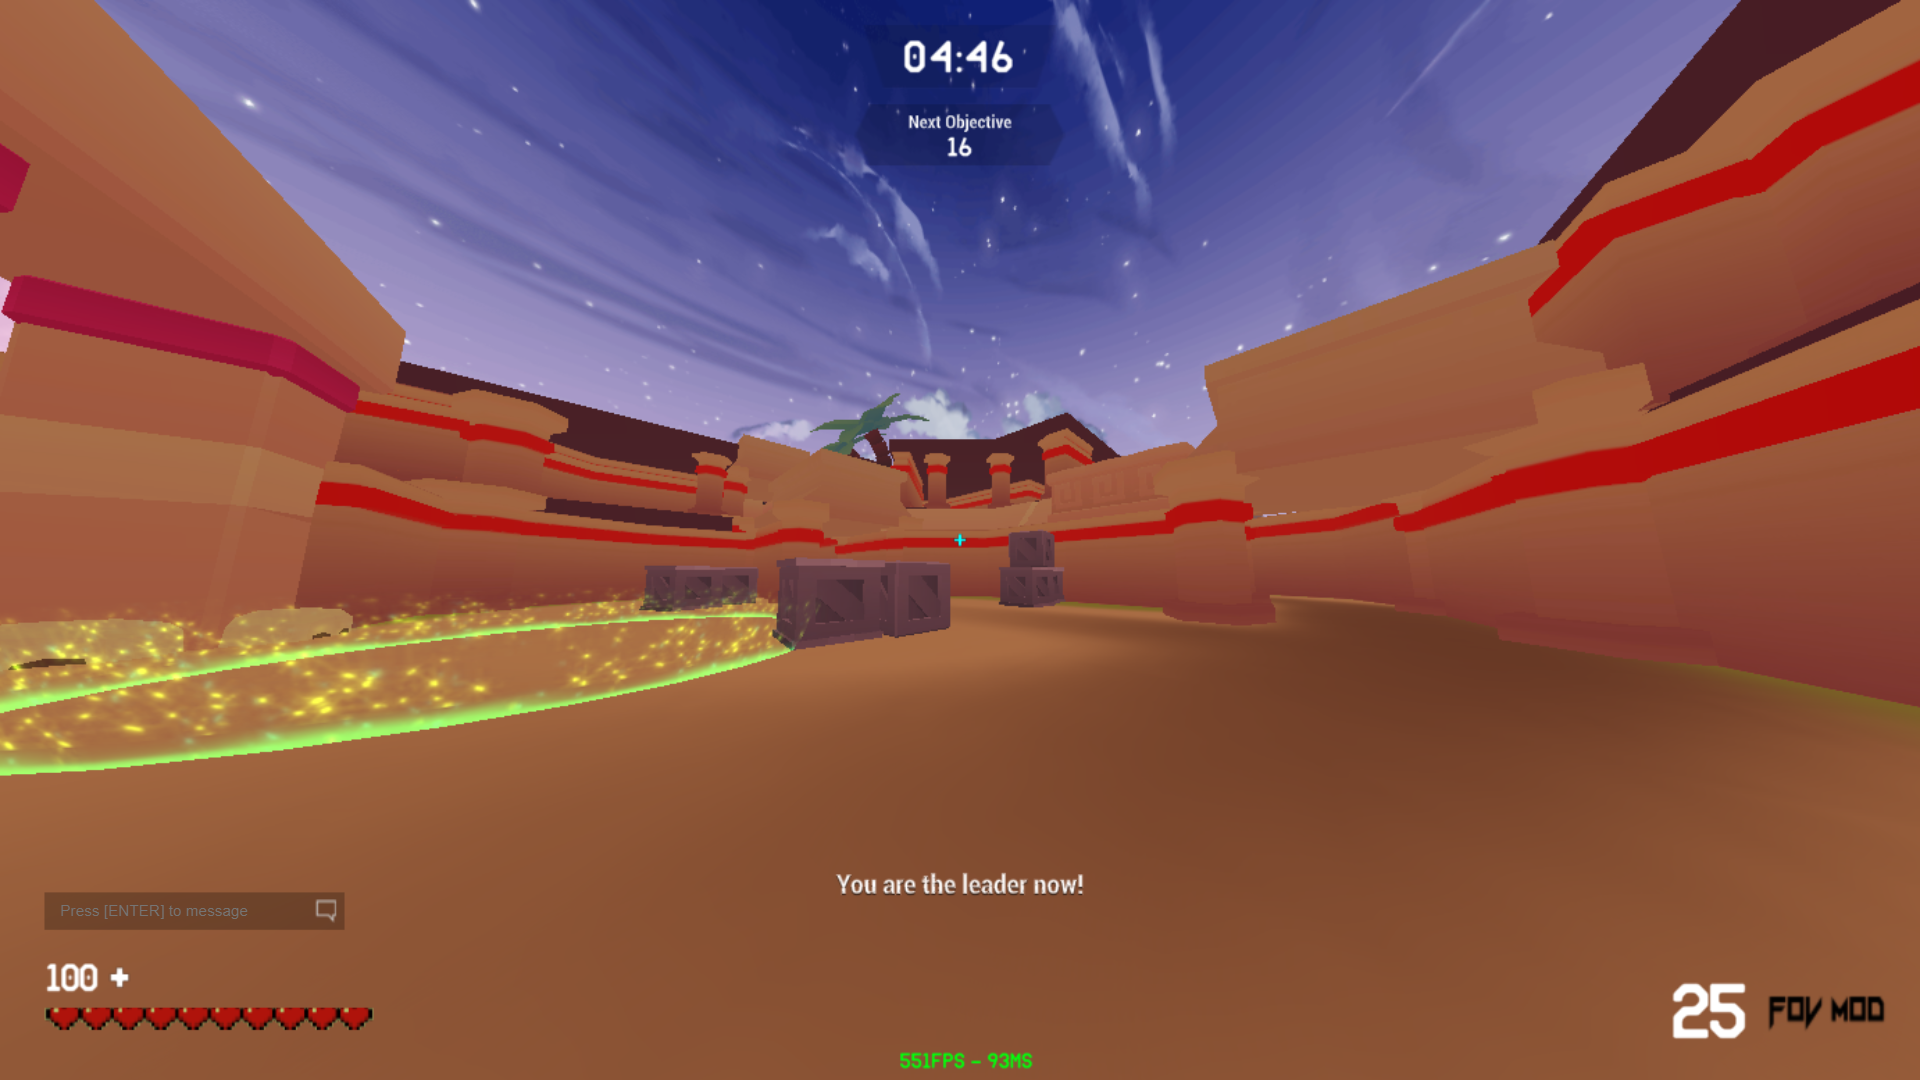 04:46
Next Objective
16
You are the leader now!
Press [ENTER] to message
100 +
25 FOV MOD
551FPS - 93MS